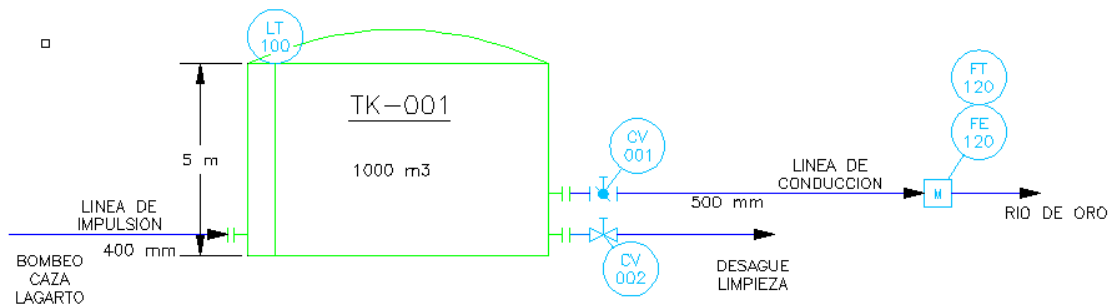 LT
100
TK-001
1000 m3
5 m
LINEA DE
IMPULSIÓN
400 mm
BOMBEO
CAZA
LAGARTO
CV
001
CV
002
500 mm
LINEA DE
CONDUCCION
DESAGUE
LIMPIEZA
FT
120
FE
120
M
RIO DE ORO